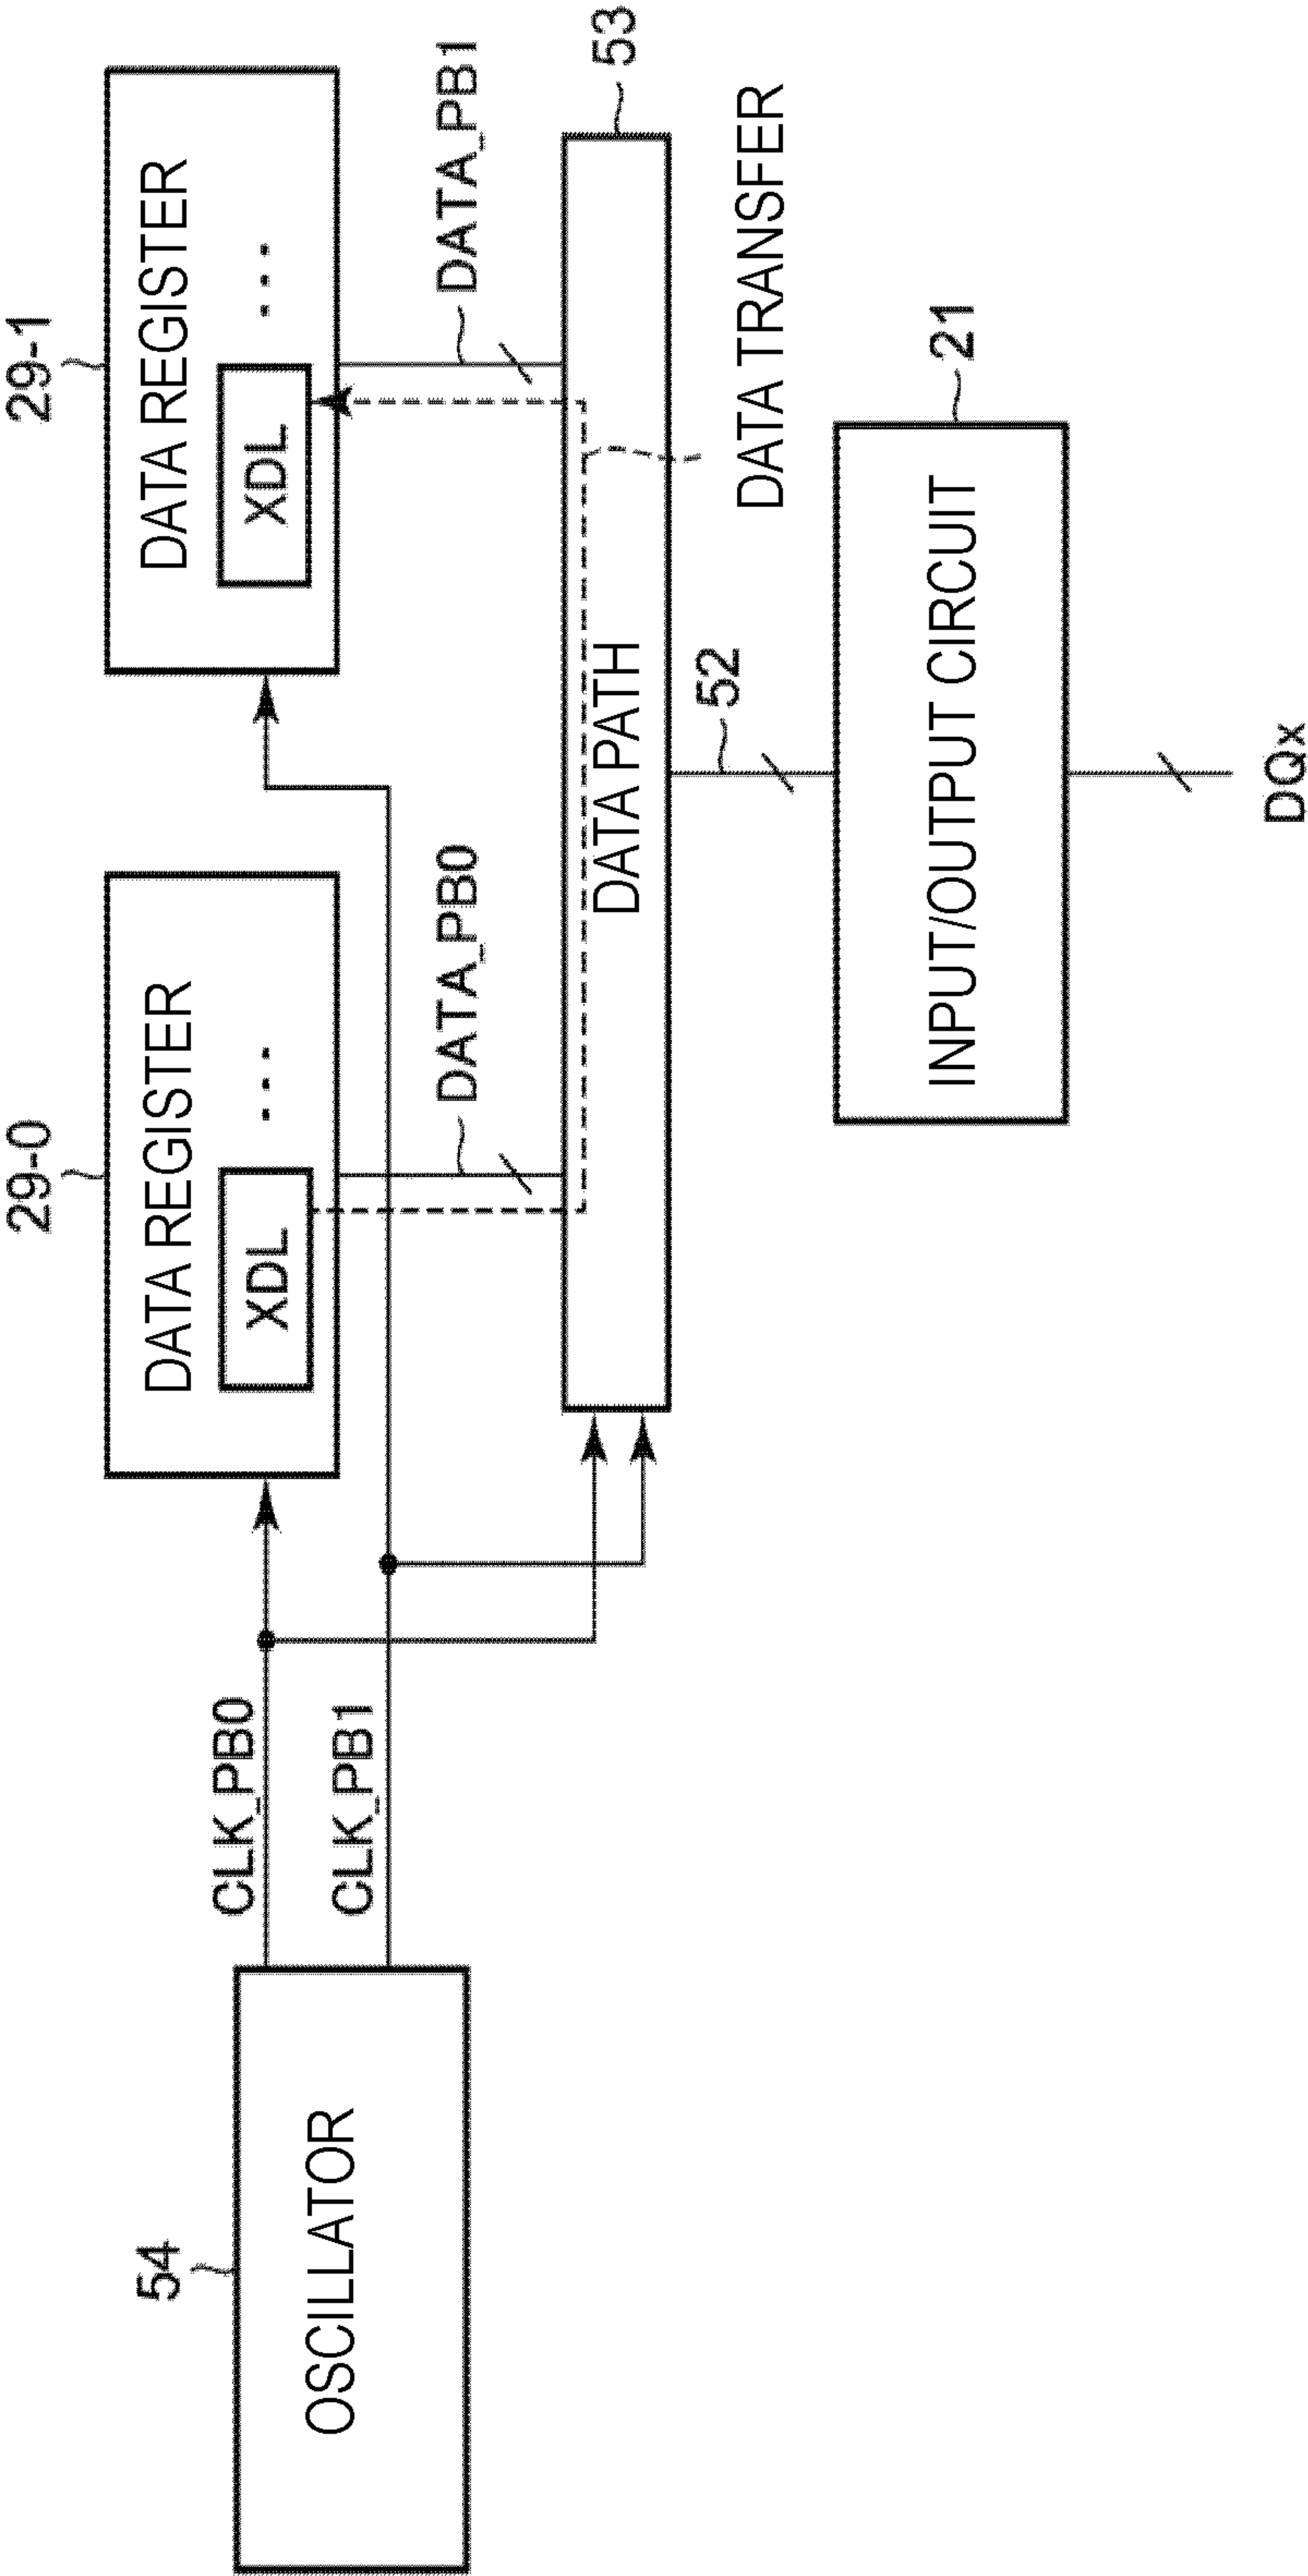 29-0
29-1
DATA REGISTER
DATA REGISTER
XDL
. . .
XDL
. . .
54
CLK_PB0
CLK_PB1
OSCILLATOR
DATA_PB0
DATA_PB1
53
DATA PATH
52
DATA TRANSFER
21
INPUT/OUTPUT CIRCUIT
DQx